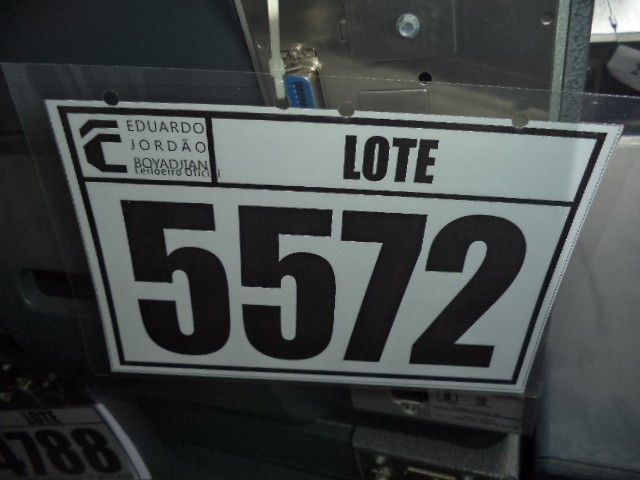 EDUARDO
JORDÃO
BOYADJIAN
Leiloeiro Oficial
LOTE
5572
LOTE
4788